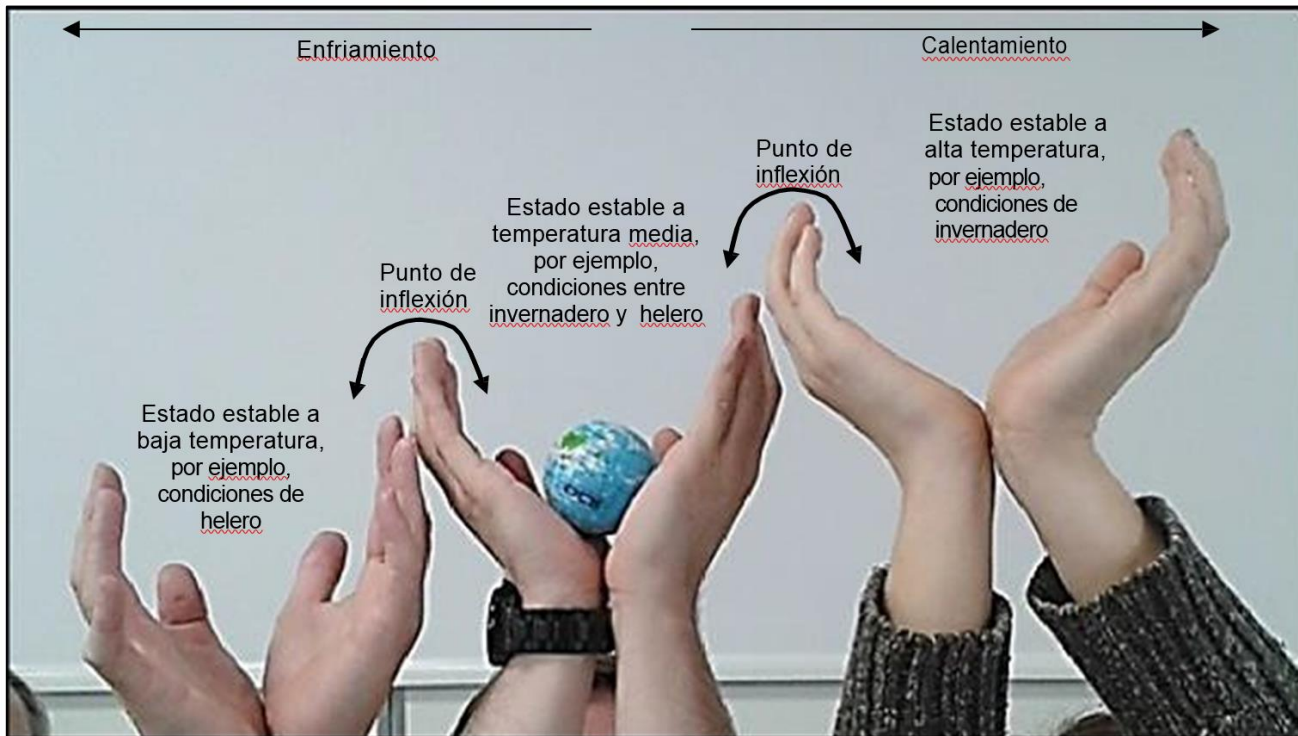 Enfriamiento
Calentamiento
Estado estable a
baja temperatura,
por ejemplo,
condiciones de
helero
Punto de
inflexión
Estado estable a
temperatura media,
por ejemplo,
condiciones entre
invernadero y helero
Punto de
inflexión
Estado estable a
alta temperatura,
por ejemplo,
condiciones de
invernadero